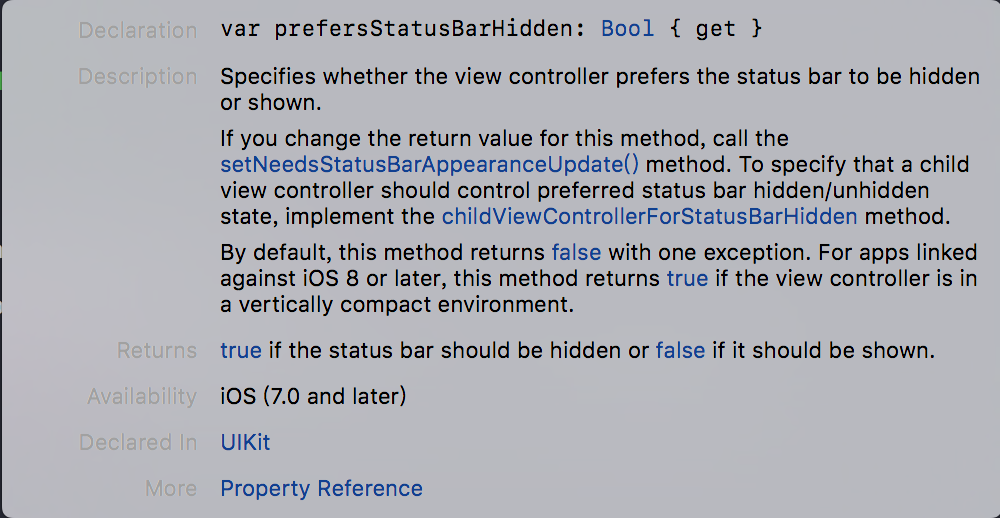 Declaration var prefersStatusBarHidden: Bool { get }
Description Specifies whether the view controller prefers the status bar to be hidden
or shown.
If you change the return value for this method, call the
setNeedsStatusBarAppearanceUpdate() method. To specify that a child
view controller should control preferred status bar hidden/unhidden
state, implement the childViewControllerForStatusBarHidden method.
By default, this method returns false with one exception. For apps linked
against iOS 8 or later, this method returns true if the view controller is in
a vertically compact environment.
Returns true if the status bar should be hidden or false if it should be shown.
Availability iOS (7.0 and later)
Declared In UIKit
More Property Reference